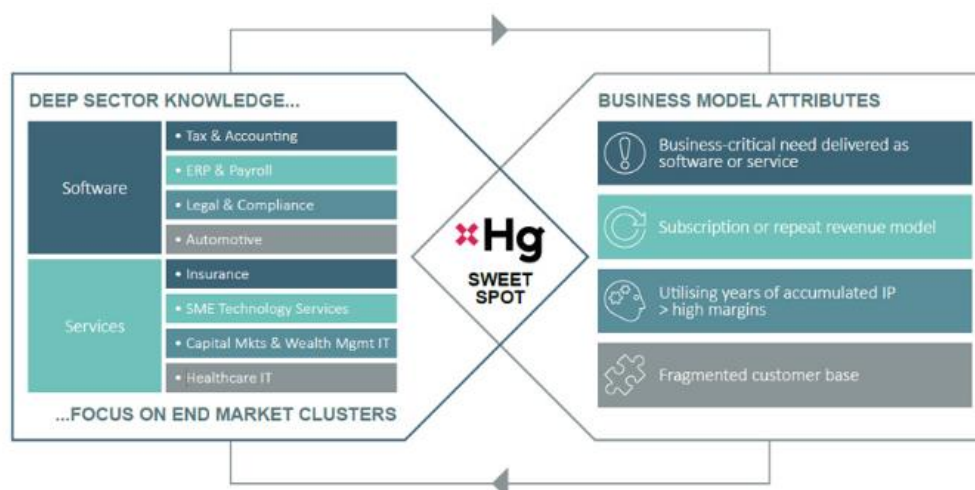 DEEP SECTOR KNOWLEDGE...
Software
• Tax & Accounting
• ERP & Payroll
• Legal & Compliance
• Automotive
Services
• Insurance
• SME Technology Services
• Capital Mkts & Wealth Mgmt IT
• Healthcare IT
...FOCUS ON END MARKET CLUSTERS
Hg
SWEET
SPOT
BUSINESS MODEL ATTRIBUTES
Business-critical need delivered as
software or service
Subscription or repeat revenue model
Utilising years of accumulated IP
> high margins
Fragmented customer base